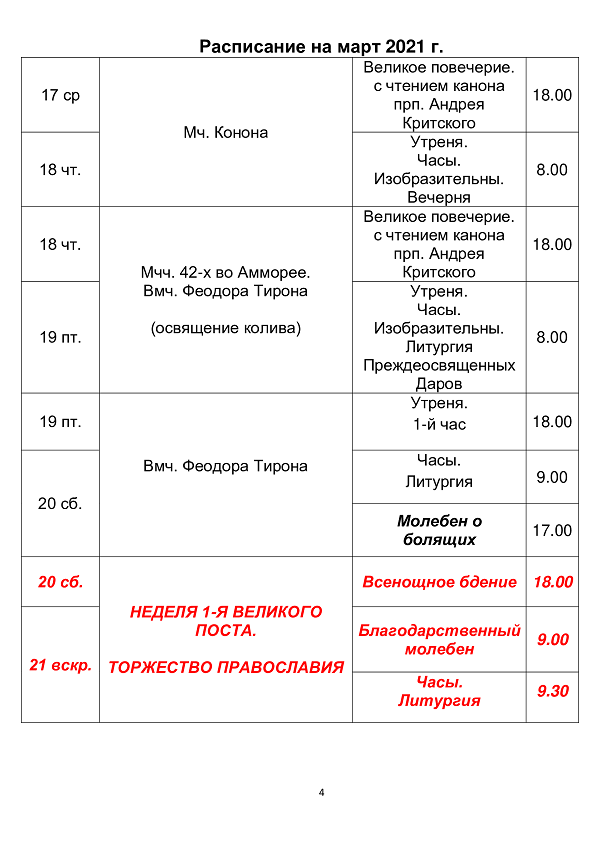 Расписание на март 2021 г.
17 ср
Мч. Конона
Великое повечерие.
с чтением канона
прп. Андрея
Критского
18.00
18 чт.
Утреня.
Часы.
Изобразительны.
Вечерня
8.00
18 чт.
Мчч. 42-х во Амморее.
Вмч. Феодора Тирона
(освящение колива)
Великое повечерие.
с чтением канона
прп. Андрея
Критского
18.00
19 пт.
Утреня.
Часы.
Изобразительны.
Литургия
Преждеосвященных
Даров
8.00
19 пт.
Вмч. Феодора Тирона
Утреня.
1-й час
18.00
20 сб.
Часы.
Литургия
9.00
Молебен о
болящих
17.00
20 сб.
НЕДЕЛЯ 1-Я ВЕЛИКОГО
ПОСТА.
ТОРЖЕСТВО ПРАВОСЛАВИЯ
Всенощное бдение
18.00
21 вскр.
Благодарственный
молебен
9.00
Часы.
Литургия
9.30
4